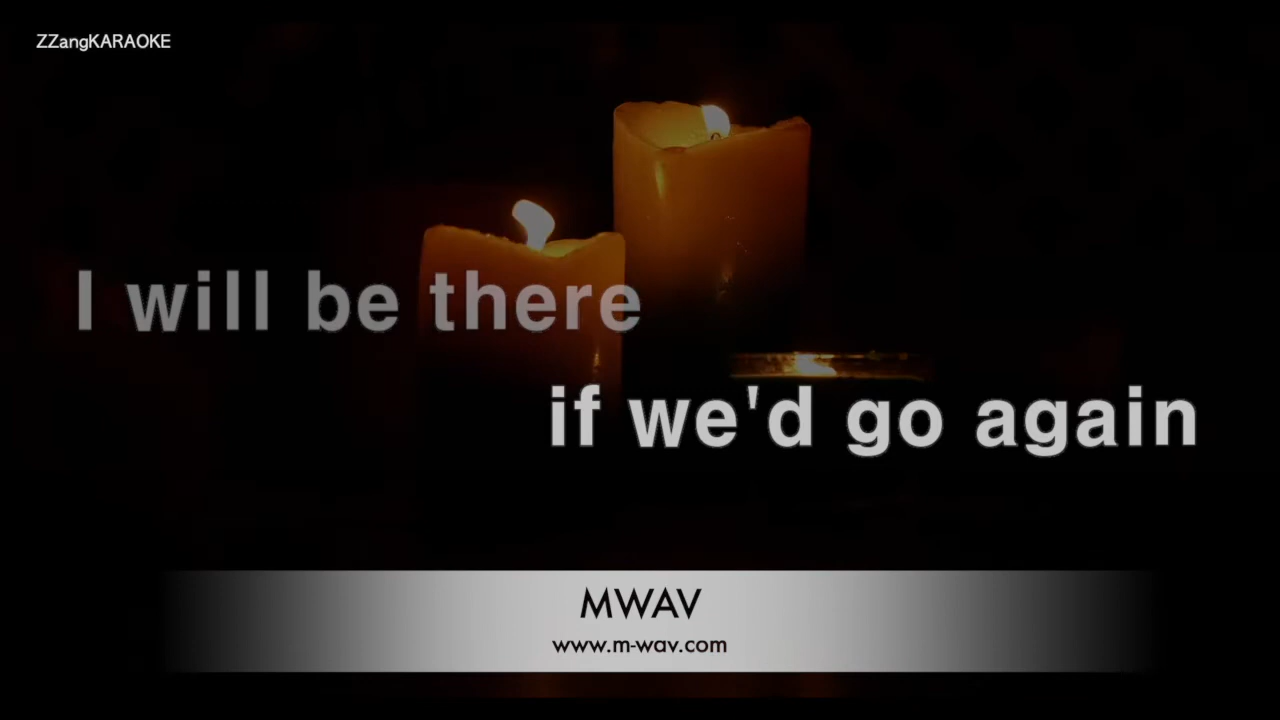 ZZangKARAOKE
I will be there
if we'd go again
MWAV
www.m-wav.com